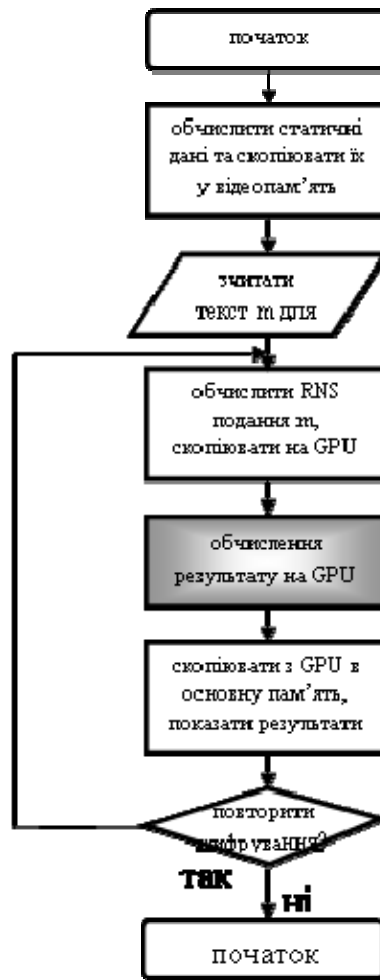 початок
обчислити статичні
дані та скопіювати їх
у відеопам'ять
зчитати
текст m для
обчислити RNS
подання m,
скопіювати на GPU
обчислення
результату на GPU
скопіювати з GPU в
основну пам'ять,
показати результати
повторити
шифрування?
так
ні
початок